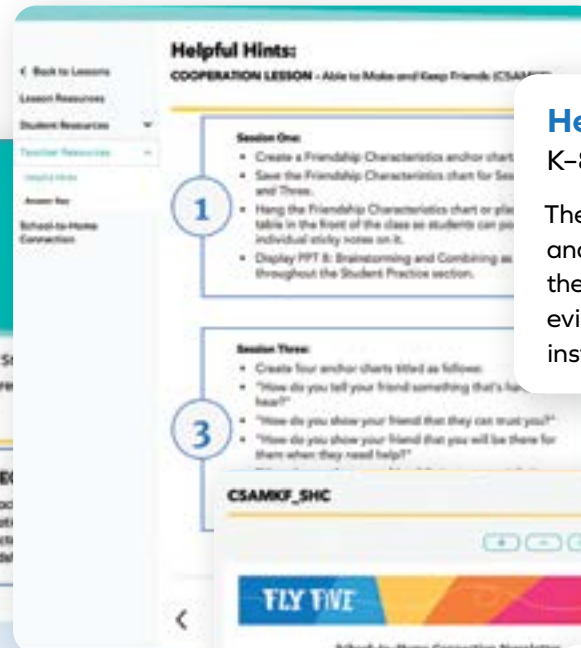 Helpful Hints:
COOPERATION LESSON - Able to Make and Keep Friends
Back to Lessons
Lesson Resources
Student Resources
Teacher Resources
Helpful Hints
Answer Key
School-to-Home
Connection
1
Session One:
• Create a Friendship Characteristics anchor chart
• Save the Friendship Characteristics chart for
and Three.
• Hang the Friendship Characteristics chart or
table in the front of the class so students can
individual sticky notes on it.
• Display PPT 8: Brainstorming and Combining as
throughout the Student Practice section.
3
Session Three:
• Create four anchor charts titled as follows:
• "How do you tell your friend something that's
hear?"
• "How do you show your friend that they can trust you?"
• "How do you show your friend that you will be there for
them when they need help?"
He
K–8
The
and
the
evi
inst
CSAMKF_SHC
FLY FIVE
School-to-Home Connection Newsletter